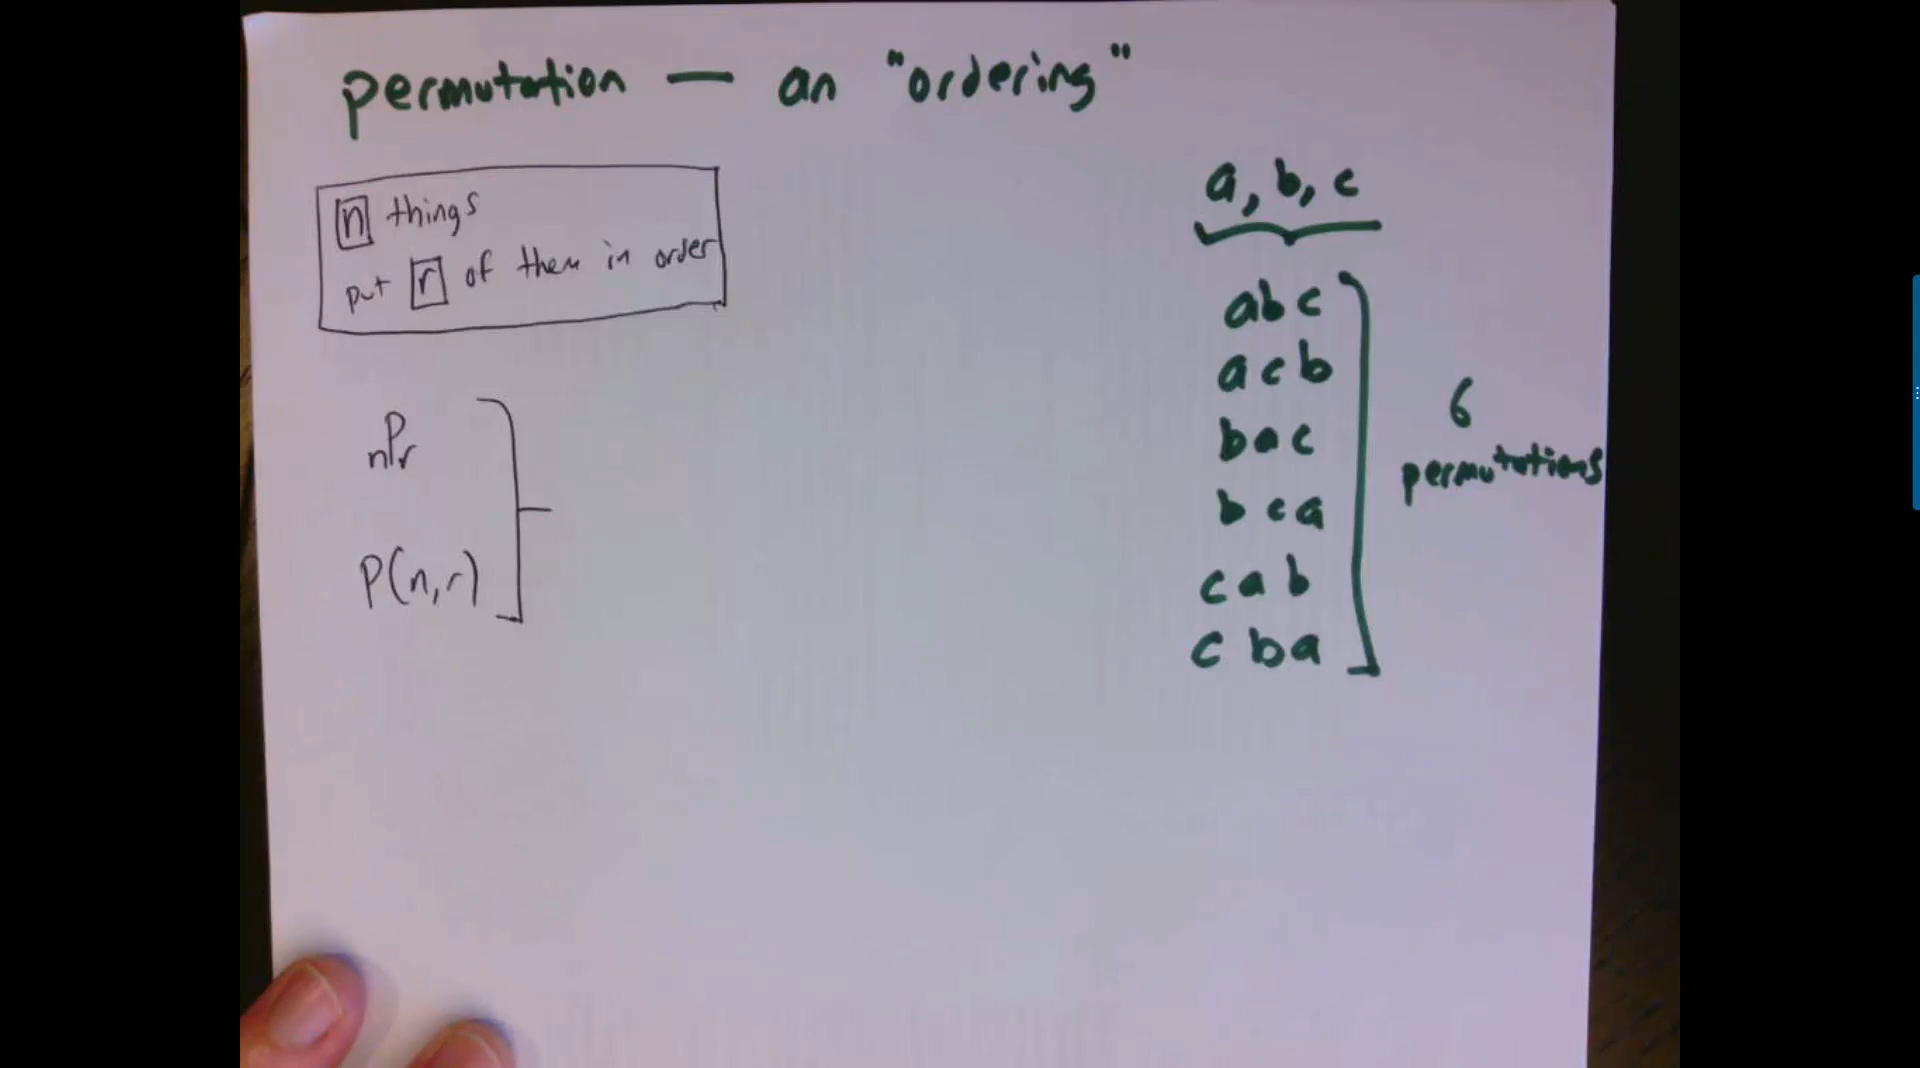 permutation — an "ordering"
n things
put r of them in order
nPr
P(n,r)
a, b, c
abc
acb
bac
bca
cab
cba
6
permutations